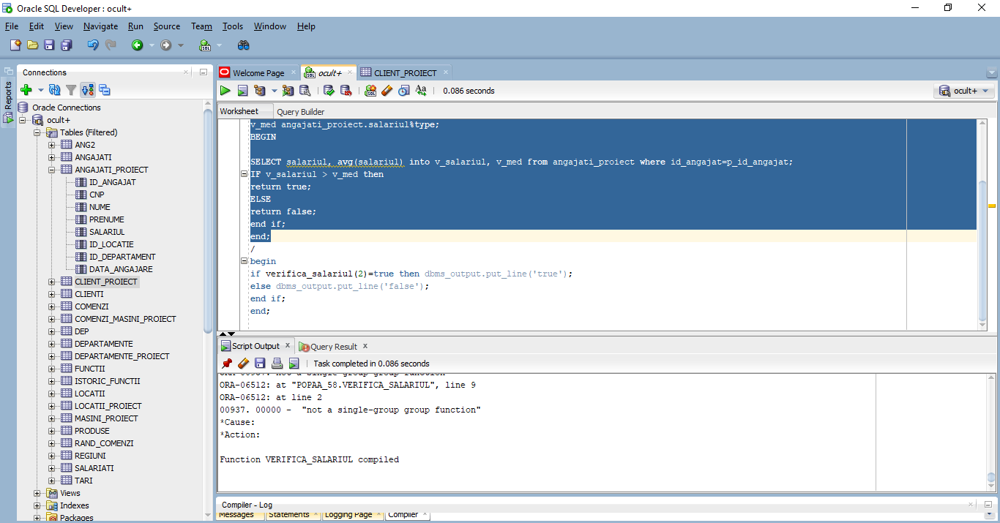 Oracle SQL Developer : ocult+
File Edit View Navigate Run Source Team Tools Window Help
Connections
Reports
Oracle Connections
ocult+
Tables (Filtered)
ANG2
ANGAJATI
ANGAJATI_PROIECT
ID_ANGAJAT
CNP
NUME
PRENUME
SALARIUL
ID_LOCATIE
ID_DEPARTAMENT
DATA_ANGAJARE
CLIENT_PROIECT
CLIENTI
COMENZI
COMENZI_MASINI_PROIECT
DEP
DEPARTAMENTE
DEPARTAMENTE_PROIECT
FUNCTII
ISTORIC_FUNCTII
LOCATII
LOCATII_PROIECT
MASINI_PROIECT
PRODUSE
RAND_COMENZI
REGIUNI
SALARIATI
TARI
Views
Indexes
Packages
Welcome Page ocult+ CLIENT_PROIECT
0.086 seconds
ocult+
Worksheet Query Builder
v_med angajati_proiect.salariul%type;
BEGIN
SELECT salariul, avg(salariul) into v_salariul, v_med from angajati_proiect where id_angajat=p_id_angajat;
IF v_salariul > v_med then
return true;
ELSE
return false;
end if;
end;
/
begin
if verifica_salariul(2)=true then dbms_output.put_line('true');
else dbms_output.put_line('false');
end if;
end;
Script Output x Query Result x
Task completed in 0.086 seconds
ORA-00937: not a single-group group function
ORA-06512: at "POPAA_58.VERIFICA_SALARIUL", line 9
ORA-06512: at line 2
00937. 00000 - "not a single-group group function"
*Cause:
*Action:
Function VERIFICA_SALARIUL compiled
Compiler - Log
Messages Statements Logging Page Compiler